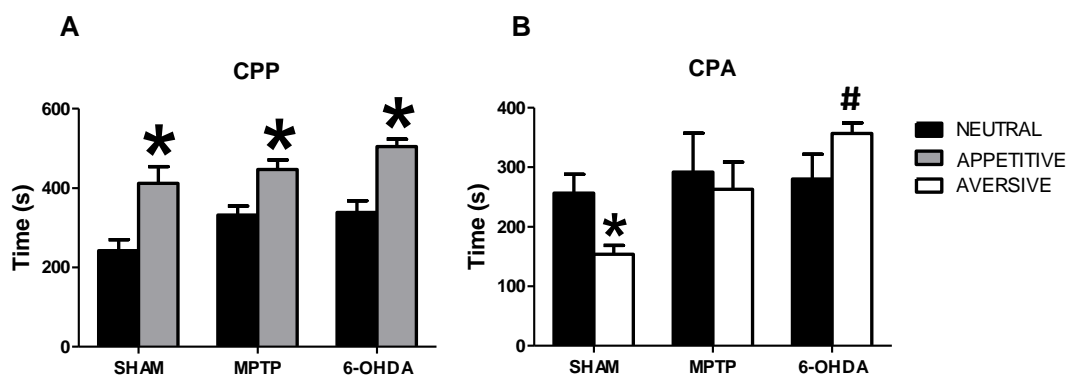 A
CPP
Time (s)
600
400
200
0
*
*
*
SHAM
MPTP
6-OHDA
B
CPA
Time (s)
400
300
200
100
0
*
#
SHAM
MPTP
6-OHDA
NEUTRAL
APPETITIVE
AVERSIVE